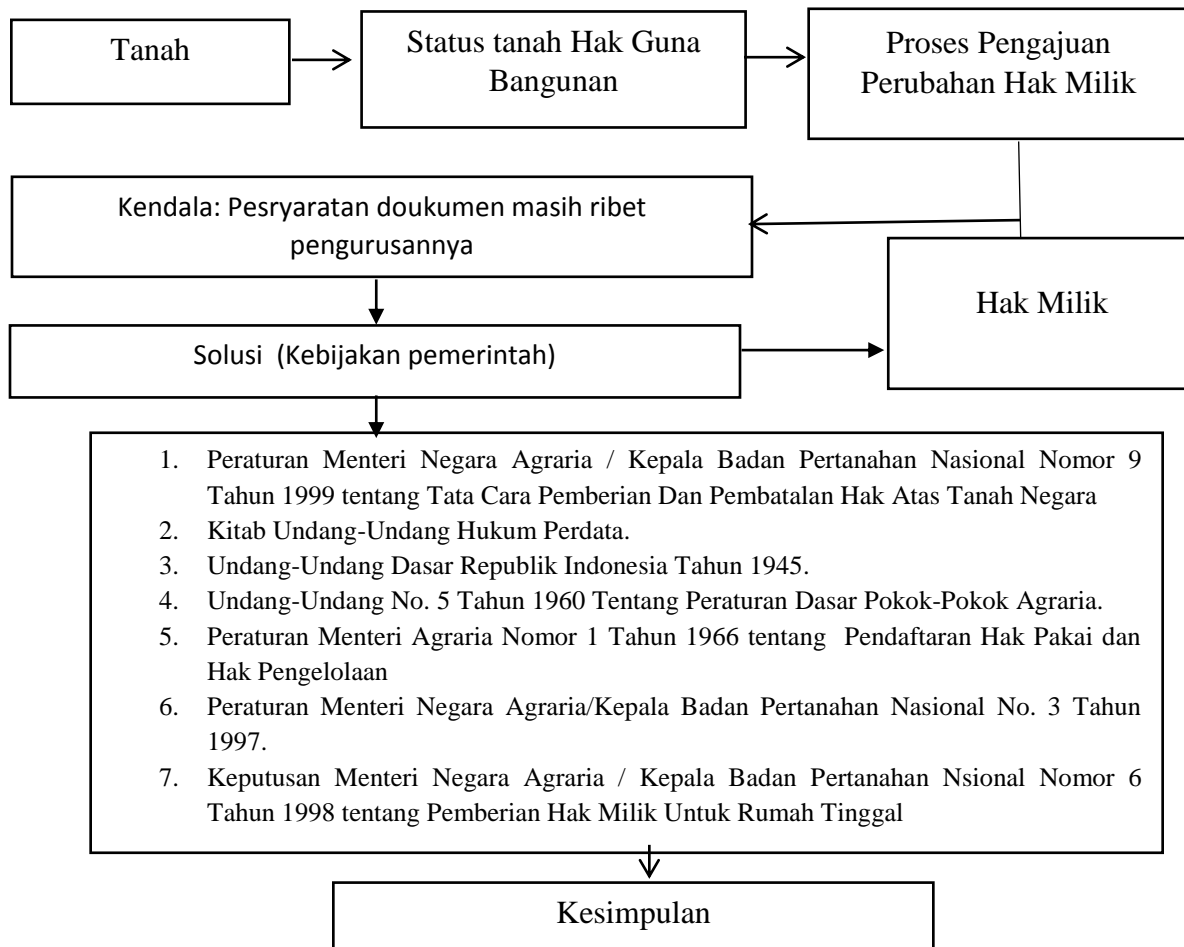 Tanah
Status tanah Hak Guna
Bangunan
Proses Pengajuan
Perubahan Hak Milik
Kendala: Pesryaratan doukumen masih ribet
pengurusannya
Hak Milik
Solusi (Kebijakan pemerintah)
1. Peraturan Menteri Negara Agraria / Kepala Badan Pertanahan Nasional Nomor 9
Tahun 1999 tentang Tata Cara Pemberian Dan Pembatalan Hak Atas Tanah Negara
2. Kitab Undang-Undang Hukum Perdata.
3. Undang-Undang Dasar Republik Indonesia Tahun 1945.
4. Undang-Undang No. 5 Tahun 1960 Tentang Peraturan Dasar Pokok-Pokok Agraria.
5. Peraturan Menteri Agraria Nomor 1 Tahun 1966 tentang Pendaftaran Hak Pakai dan
Hak Pengelolaan
6. Peraturan Menteri Negara Agraria/Kepala Badan Pertanahan Nasional No. 3 Tahun
1997.
7. Keputusan Menteri Negara Agraria / Kepala Badan Pertanahan Nsional Nomor 6
Tahun 1998 tentang Pemberian Hak Milik Untuk Rumah Tinggal
Kesimpulan